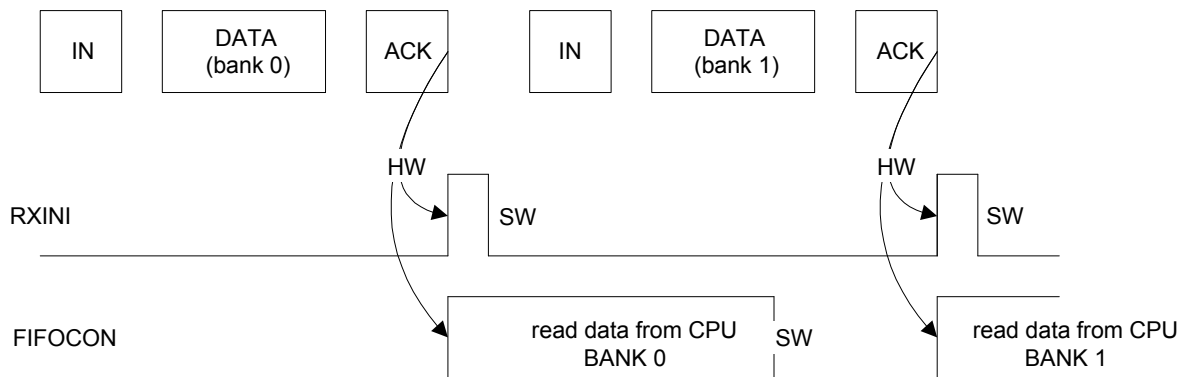 IN
DATA
(bank 0)
ACK
IN
DATA
(bank 1)
ACK
HW
HW
RXINI
SW
SW
FIFOCON
read data from CPU
BANK 0
SW
read data from CPU
BANK 1